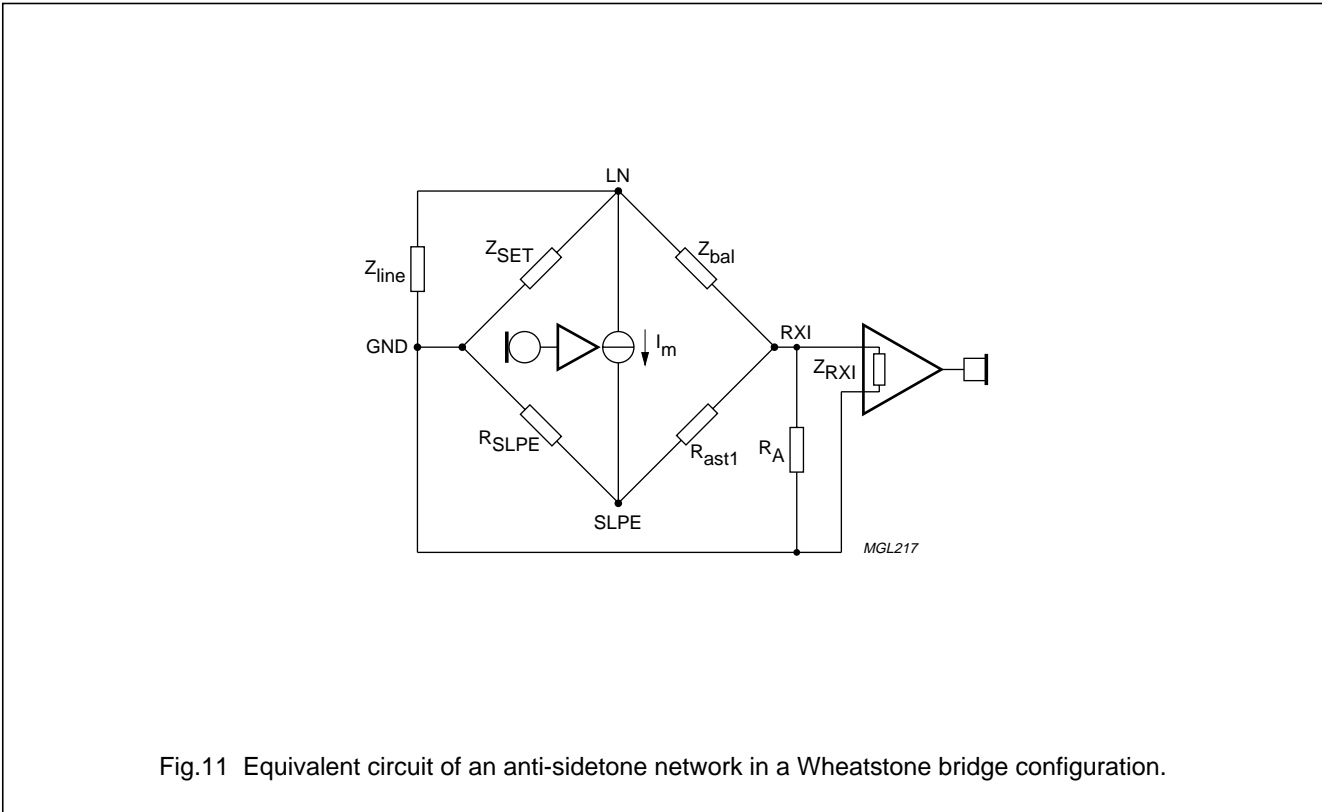 LN
Z_SET
Z_bal
Z_line
RXI
GND
I_m
Z_RXI
R_SLPE
R_ast1
R_A
SLPE
MGL217
Fig.11 Equivalent circuit of an anti-sidetone network in a Wheatstone bridge configuration.